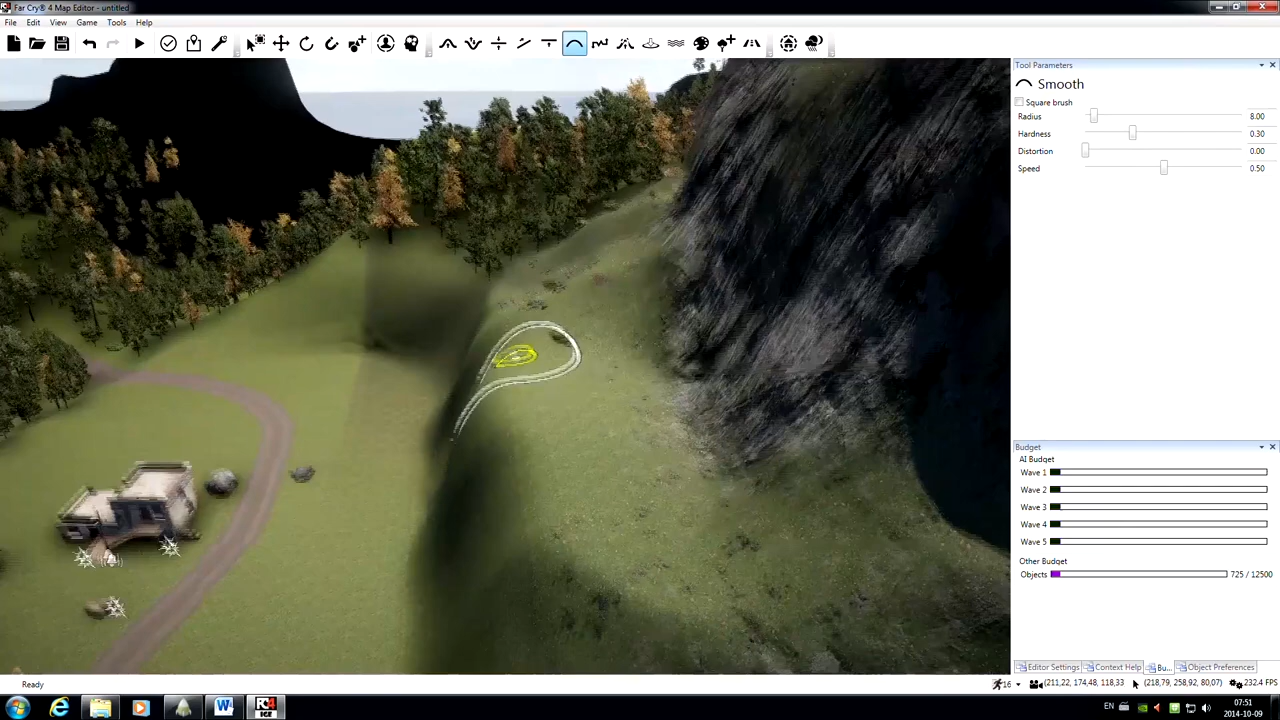 Far Cry® 4 Map Editor - untitled
File Edit View Game Tools Help
Tool Parameters
Smooth
Square brush
Radius 8.00
Hardness 0.30
Distortion 0.00
Speed 0.50
Budget
AI Budget
Wave 1
Wave 2
Wave 3
Wave 4
Wave 5
Other Budget
Objects 725 / 12500
Editor Settings Context Help Bu... Object Preferences
Ready 16 (211,22, 174,48, 118,33) (218,79, 258,92, 80,07) 232.4 FPS
EN 07:51
2014-10-09